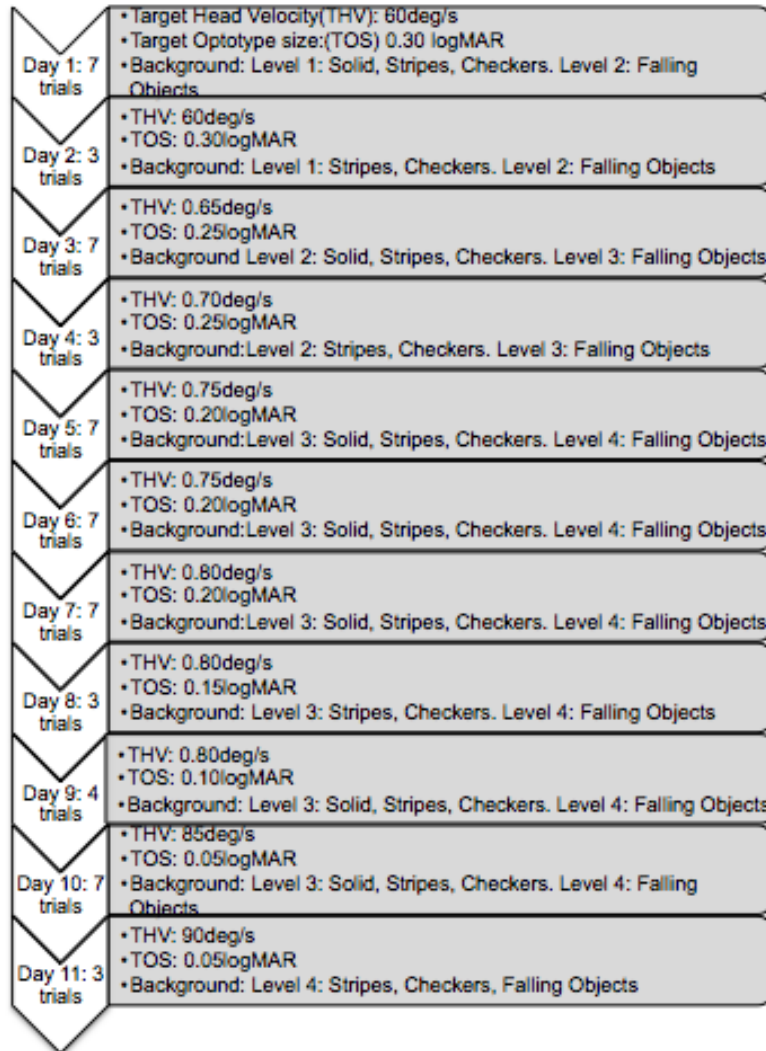 Day 1: 7
trials
•Target Head Velocity(THV): 60deg/s
•Target Optotype size:(TOS) 0.30 logMAR
•Background: Level 1: Solid, Stripes, Checkers. Level 2: Falling
Objects
Day 2: 3
trials
•THV: 60deg/s
•TOS: 0.30logMAR
•Background: Level 1: Stripes, Checkers. Level 2: Falling Objects
Day 3: 7
trials
•THV: 0.65deg/s
•TOS: 0.25logMAR
•Background Level 2: Solid, Stripes, Checkers. Level 3: Falling Objects
Day 4: 3
trials
•THV: 0.70deg/s
•TOS: 0.25logMAR
•Background:Level 2: Stripes, Checkers. Level 3: Falling Objects
Day 5: 7
trials
•THV: 0.75deg/s
•TOS: 0.20logMAR
•Background:Level 3: Solid, Stripes, Checkers. Level 4: Falling Objects
Day 6: 7
trials
•THV: 0.75deg/s
•TOS: 0.20logMAR
•Background:Level 3: Solid, Stripes, Checkers. Level 4: Falling Objects
Day 7: 7
trials
•THV: 0.80deg/s
•TOS: 0.20logMAR
•Background:Level 3: Solid, Stripes, Checkers. Level 4: Falling Objects
Day 8: 3
trials
•THV: 0.80deg/s
•TOS: 0.15logMAR
•Background: Level 3: Stripes, Checkers. Level 4: Falling Objects
Day 9: 4
trials
•THV: 0.80deg/s
•TOS: 0.10logMAR
•Background: Level 3: Solid, Stripes, Checkers. Level 4: Falling Objects
Day 10: 7
trials
•THV: 85deg/s
•TOS: 0.05logMAR
•Background: Level 3: Solid, Stripes, Checkers. Level 4: Falling
Objects
Day 11: 3
trials
•THV: 90deg/s
•TOS: 0.05logMAR
•Background: Level 4: Stripes, Checkers, Falling Objects